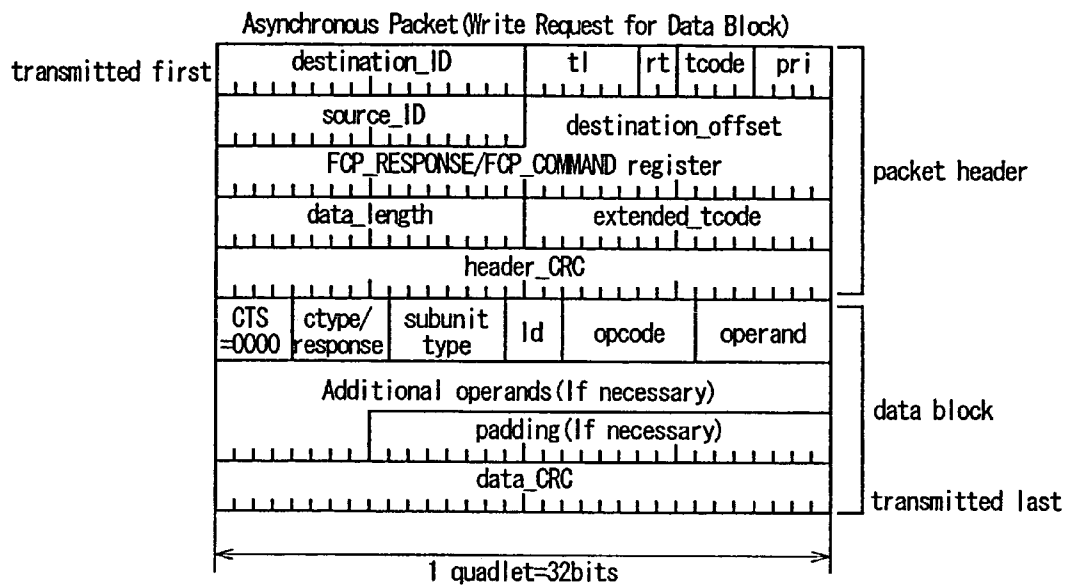 Asynchronous Packet(Write Request for Data Block)
transmitted first
destination_ID tl rt tcode pri
source_ID destination_offset
FCP_RESPONSE/FCP_COMMAND register
packet header
data_length extended_tcode
header_CRC
CTS =0000 ctype/ response subunit type Id opcode operand
Additional operands(If necessary)
data block
padding(If necessary)
data_CRC
transmitted last
1 quadlet=32bits